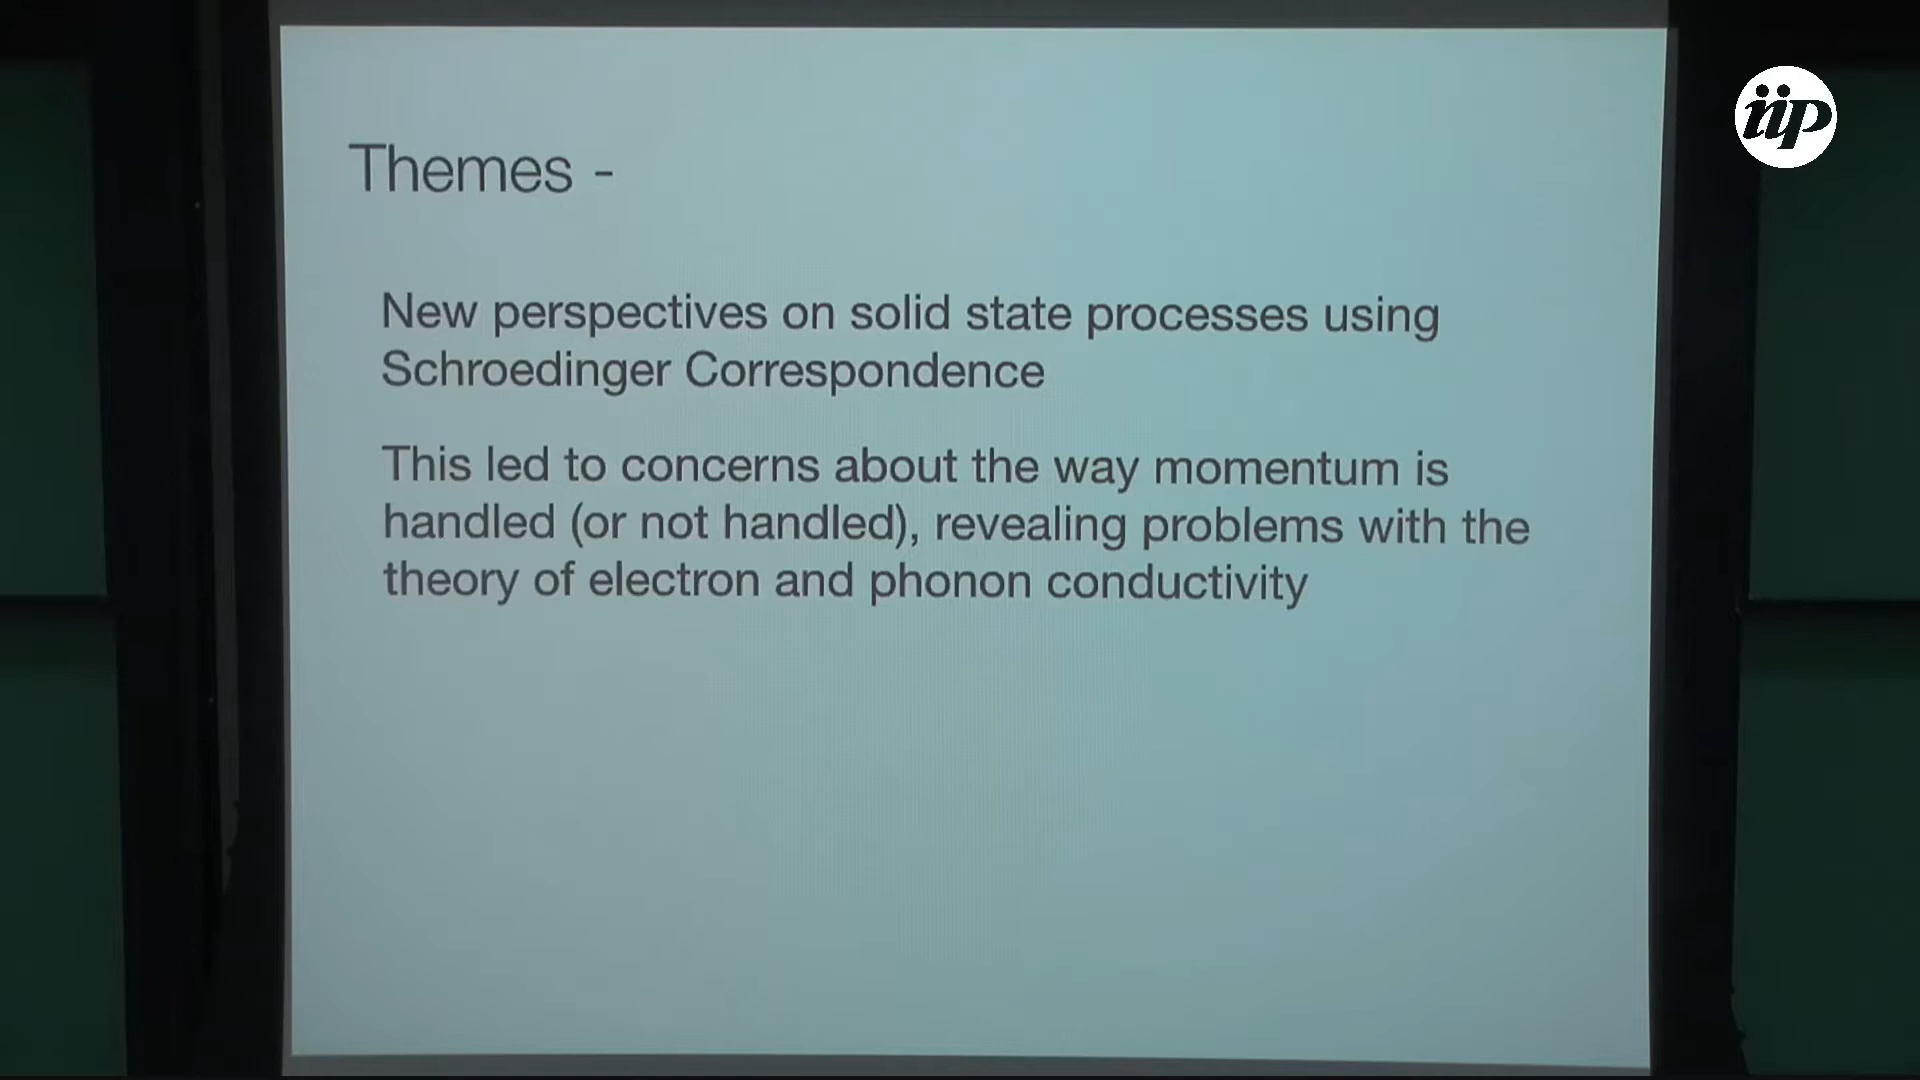 iip
Themes -
New perspectives on solid state processes using
Schroedinger Correspondence
This led to concerns about the way momentum is
handled (or not handled), revealing problems with the
theory of electron and phonon conductivity